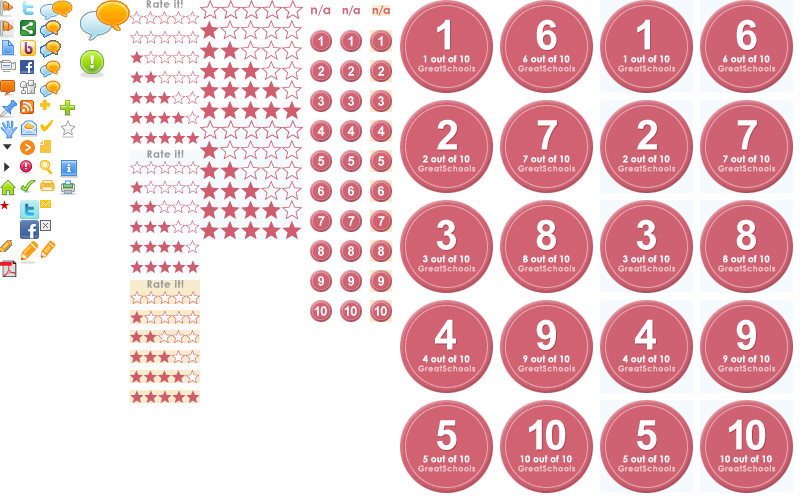 Rate it!
Rate it!
Rate it!
n/a n/a n/a
1 1 1
2 2 2
3 3 3
4 4 4
5 5 5
6 6 6
7 7 7
8 8 8
9 9 9
10 10 10
1 6 1 6
1 out of 10 6 out of 10 1 out of 10 6 out of 10
GreatSchools GreatSchools GreatSchools GreatSchools
2 7 2 7
2 out of 10 7 out of 10 2 out of 10 7 out of 10
GreatSchools GreatSchools GreatSchools GreatSchools
3 8 3 8
3 out of 10 8 out of 10 3 out of 10 8 out of 10
GreatSchools GreatSchools GreatSchools GreatSchools
4 9 4 9
4 out of 10 9 out of 10 4 out of 10 9 out of 10
GreatSchools GreatSchools GreatSchools GreatSchools
5 10 5 10
5 out of 10 10 out of 10 5 out of 10 10 out of 10
GreatSchools GreatSchools GreatSchools GreatSchools